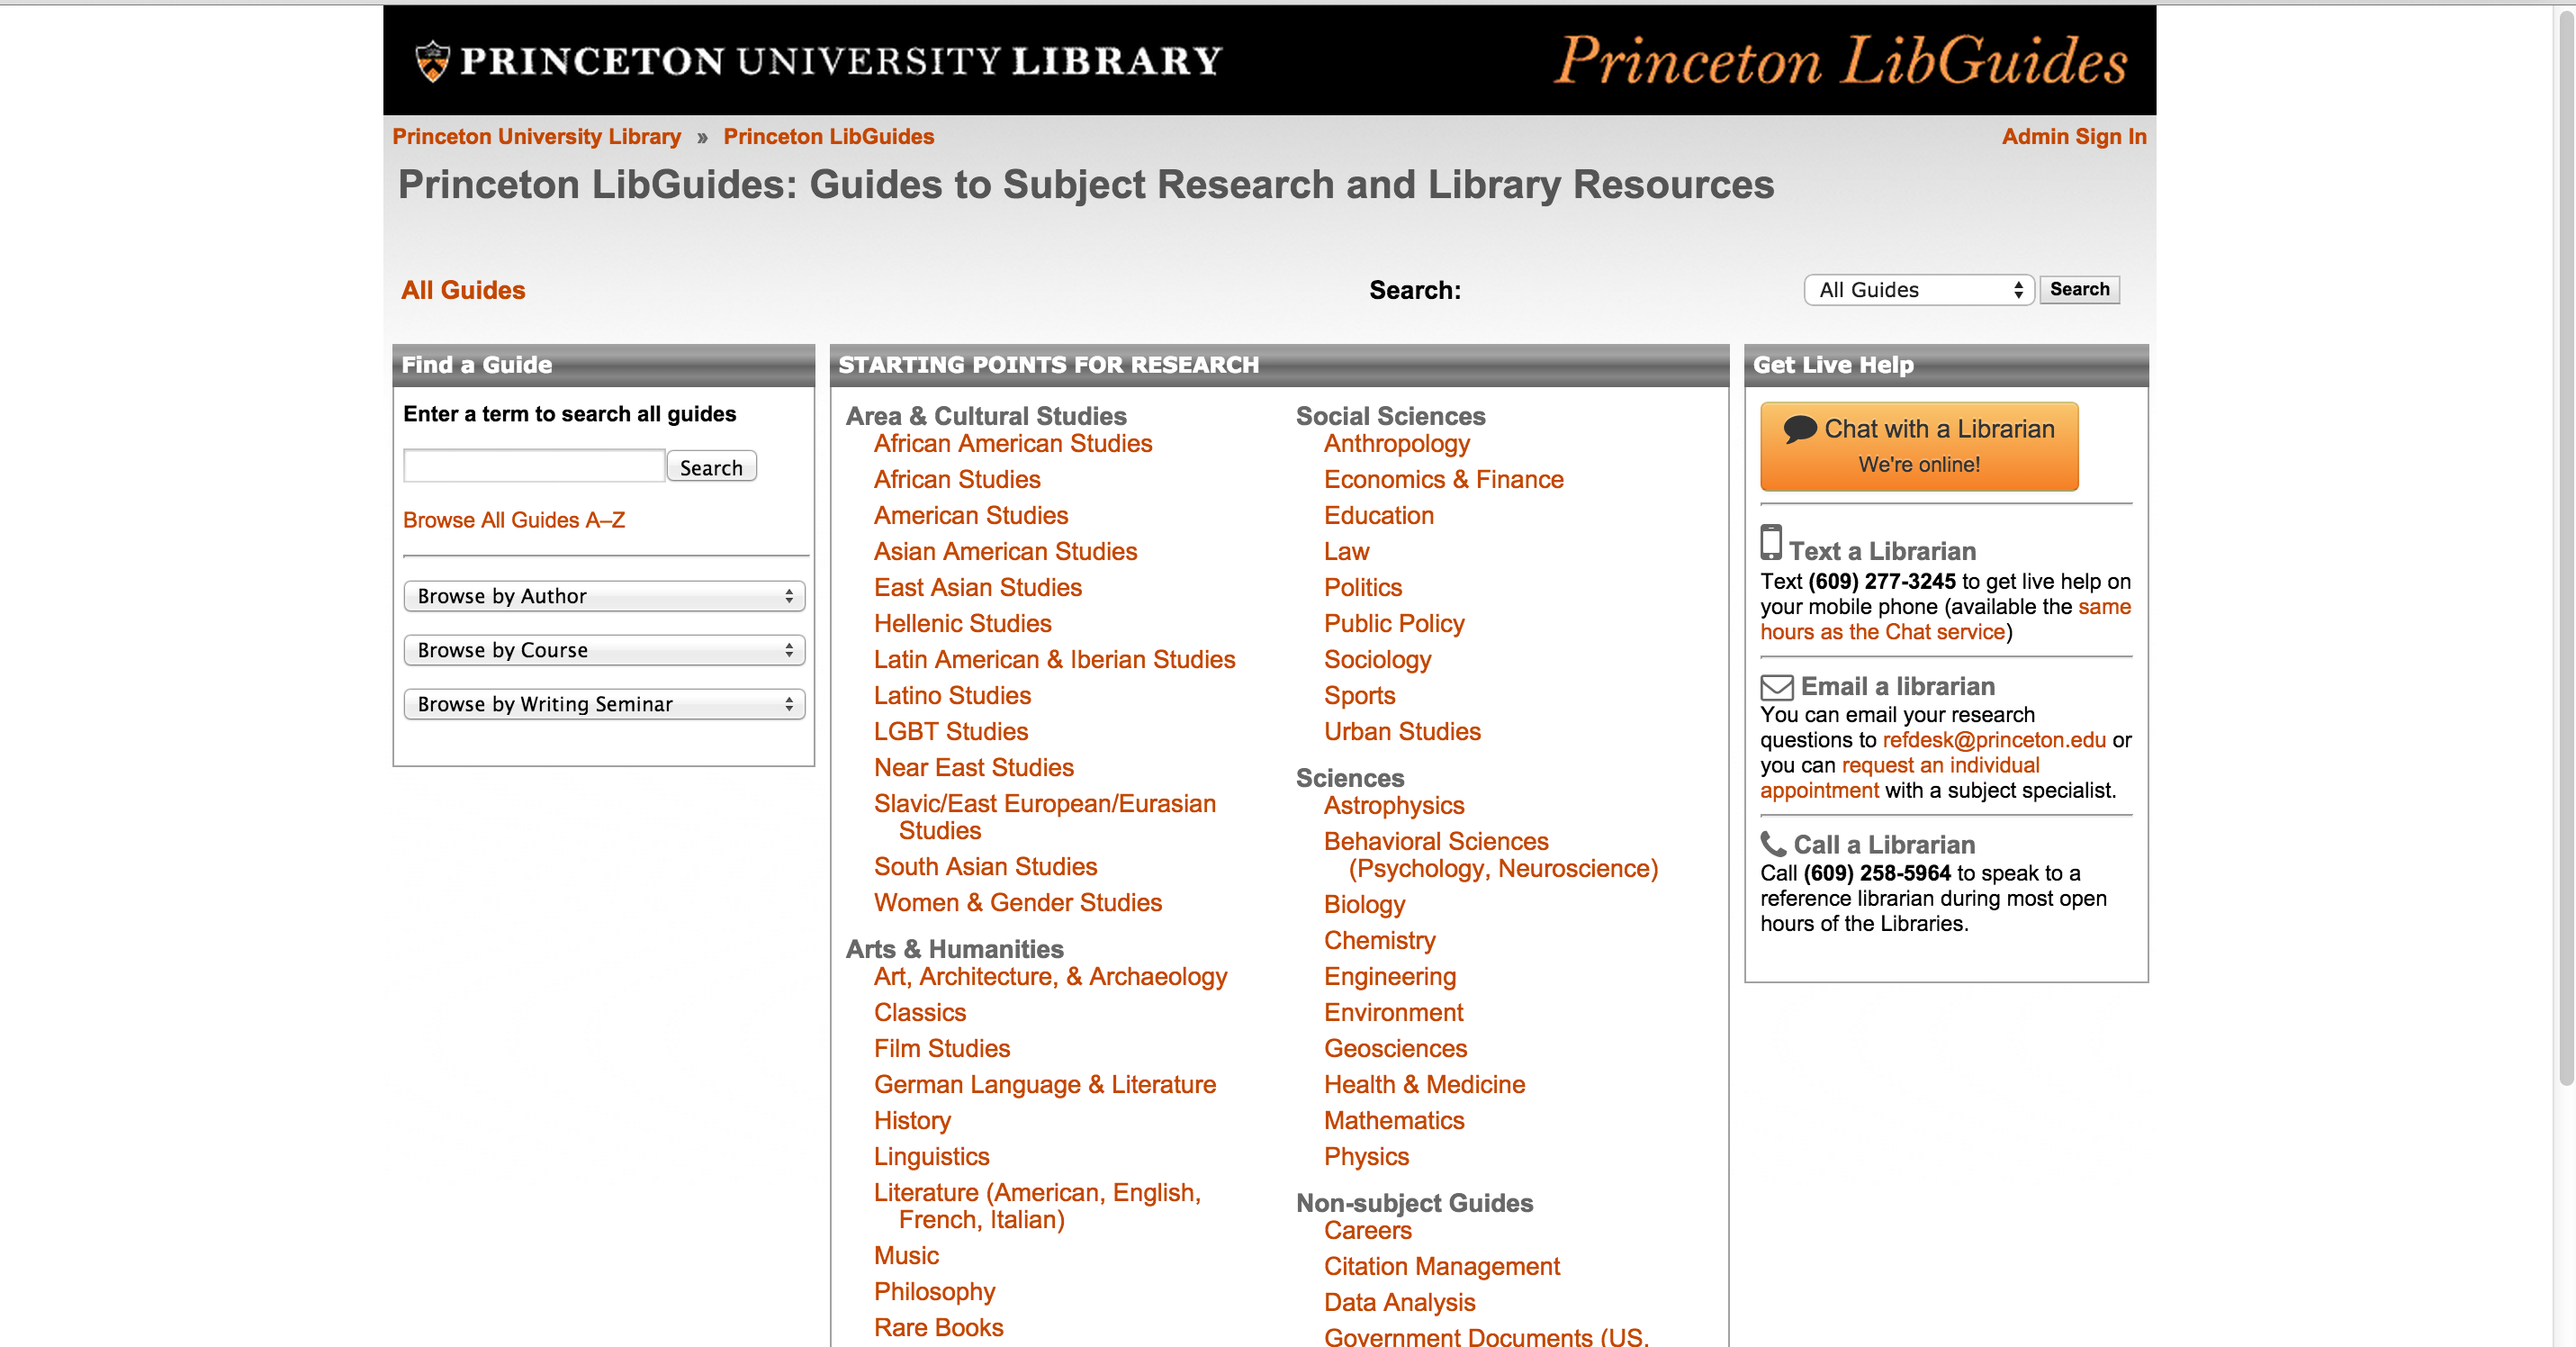 PRINCETON UNIVERSITY LIBRARY
Princeton LibGuides
Princeton University Library » Princeton LibGuides
Admin Sign In
Princeton LibGuides: Guides to Subject Research and Library Resources
All Guides
Search:
All Guides
Search
Find a Guide
Enter a term to search all guides
Search
Browse All Guides A–Z
Browse by Author
Browse by Course
Browse by Writing Seminar
STARTING POINTS FOR RESEARCH
Area & Cultural Studies
African American Studies
African Studies
American Studies
Asian American Studies
East Asian Studies
Hellenic Studies
Latin American & Iberian Studies
Latino Studies
LGBT Studies
Near East Studies
Slavic/East European/Eurasian
Studies
South Asian Studies
Women & Gender Studies
Arts & Humanities
Art, Architecture, & Archaeology
Classics
Film Studies
German Language & Literature
History
Linguistics
Literature (American, English,
French, Italian)
Music
Philosophy
Rare Books
Social Sciences
Anthropology
Economics & Finance
Education
Law
Politics
Public Policy
Sociology
Sports
Urban Studies
Sciences
Astrophysics
Behavioral Sciences
(Psychology, Neuroscience)
Biology
Chemistry
Engineering
Environment
Geosciences
Health & Medicine
Mathematics
Physics
Non-subject Guides
Careers
Citation Management
Data Analysis
Government Documents (US,
Get Live Help
Chat with a Librarian
We're online!
Text a Librarian
Text (609) 277-3245 to get live help on
your mobile phone (available the same
hours as the Chat service)
Email a librarian
You can email your research
questions to refdesk@princeton.edu or
you can request an individual
appointment with a subject specialist.
Call a Librarian
Call (609) 258-5964 to speak to a
reference librarian during most open
hours of the Libraries.